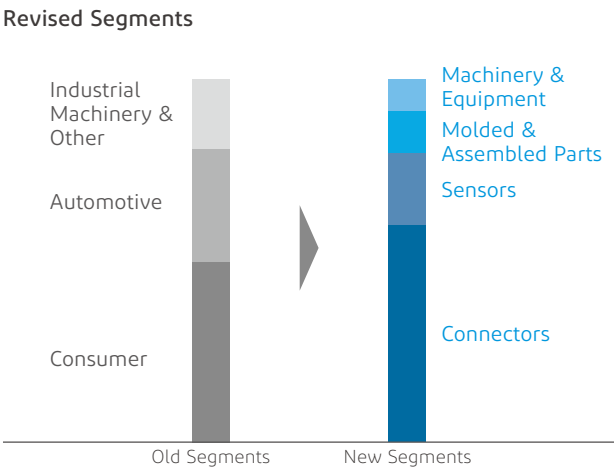 Revised Segments
Industrial
Machinery &
Other
Automotive
Consumer
Machinery &
Equipment
Molded &
Assembled Parts
Sensors
Connectors
Old Segments
New Segments